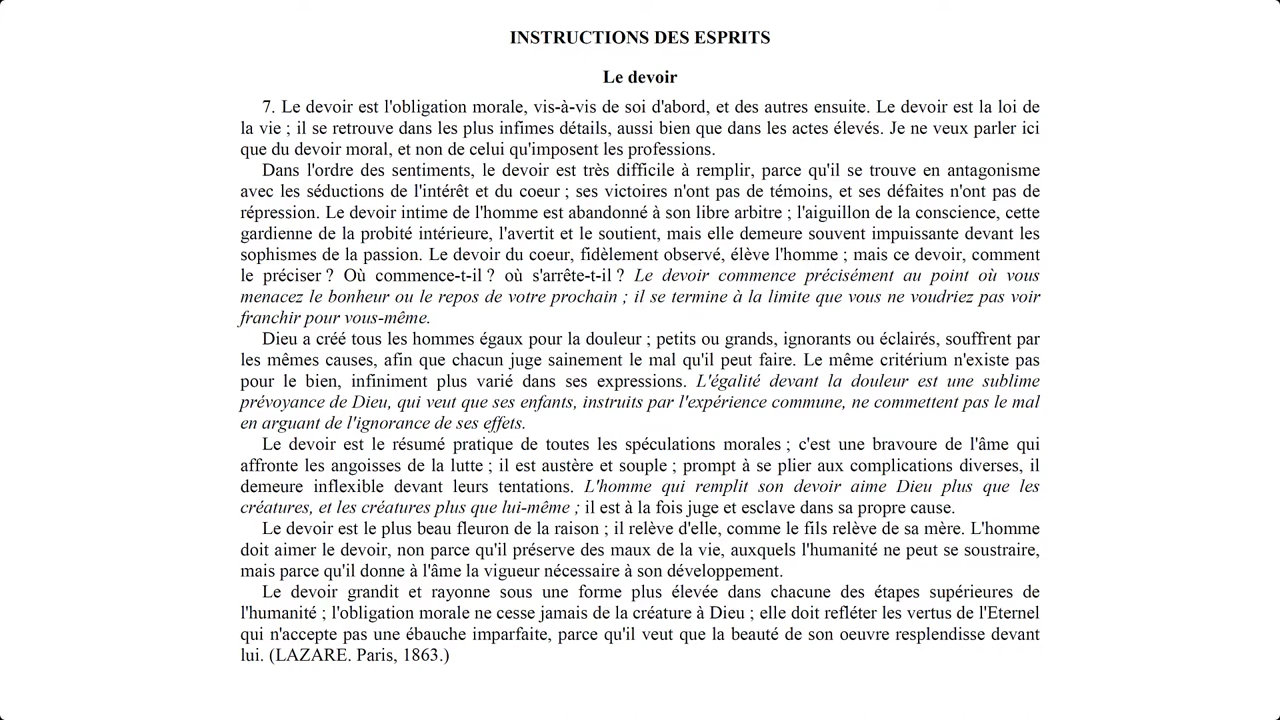 INSTRUCTIONS DES ESPRITS
Le devoir
7. Le devoir est l'obligation morale, vis-à-vis de soi d'abord, et des autres ensuite. Le devoir est la loi de
la vie ; il se retrouve dans les plus infimes détails, aussi bien que dans les actes élevés. Je ne veux parler ici
que du devoir moral, et non de celui qu'imposent les professions.
Dans l'ordre des sentiments, le devoir est très difficile à remplir, parce qu'il se trouve en antagonisme
avec les séductions de l'intérêt et du coeur ; ses victoires n'ont pas de témoins, et ses défaites n'ont pas de
répression. Le devoir intime de l'homme est abandonné à son libre arbitre ; l'aiguillon de la conscience, cette
gardienne de la probité intérieure, l'avertit et le soutient, mais elle demeure souvent impuissante devant les
sophismes de la passion. Le devoir du coeur, fidèlement observé, élève l'homme ; mais ce devoir, comment
le préciser ? Où commence-t-il ? où s'arrête-t-il ? Le devoir commence précisément au point où vous
menacez le bonheur ou le repos de votre prochain ; il se termine à la limite que vous ne voudriez pas voir
franchir pour vous-même.
Dieu a créé tous les hommes égaux pour la douleur ; petits ou grands, ignorants ou éclairés, souffrent par
les mêmes causes, afin que chacun juge sainement le mal qu'il peut faire. Le même critérium n'existe pas
pour le bien, infiniment plus varié dans ses expressions. L'égalité devant la douleur est une sublime
prévoyance de Dieu, qui veut que ses enfants, instruits par l'expérience commune, ne commettent pas le mal
en arguant de l'ignorance de ses effets.
Le devoir est le résumé pratique de toutes les spéculations morales ; c'est une bravoure de l'âme qui
affronte les angoisses de la lutte ; il est austère et souple ; prompt à se plier aux complications diverses, il
demeure inflexible devant leurs tentations. L'homme qui remplit son devoir aime Dieu plus que les
créatures, et les créatures plus que lui-même ; il est à la fois juge et esclave dans sa propre cause.
Le devoir est le plus beau fleuron de la raison ; il relève d'elle, comme le fils relève de sa mère. L'homme
doit aimer le devoir, non parce qu'il préserve des maux de la vie, auxquels l'humanité ne peut se soustraire,
mais parce qu'il donne à l'âme la vigueur nécessaire à son développement.
Le devoir grandit et rayonne sous une forme plus élevée dans chacune des étapes supérieures de
l'humanité ; l'obligation morale ne cesse jamais de la créature à Dieu ; elle doit refléter les vertus de l'Eternel
qui n'accepte pas une ébauche imparfaite, parce qu'il veut que la beauté de son oeuvre resplendisse devant
lui. (LAZARE. Paris, 1863.)